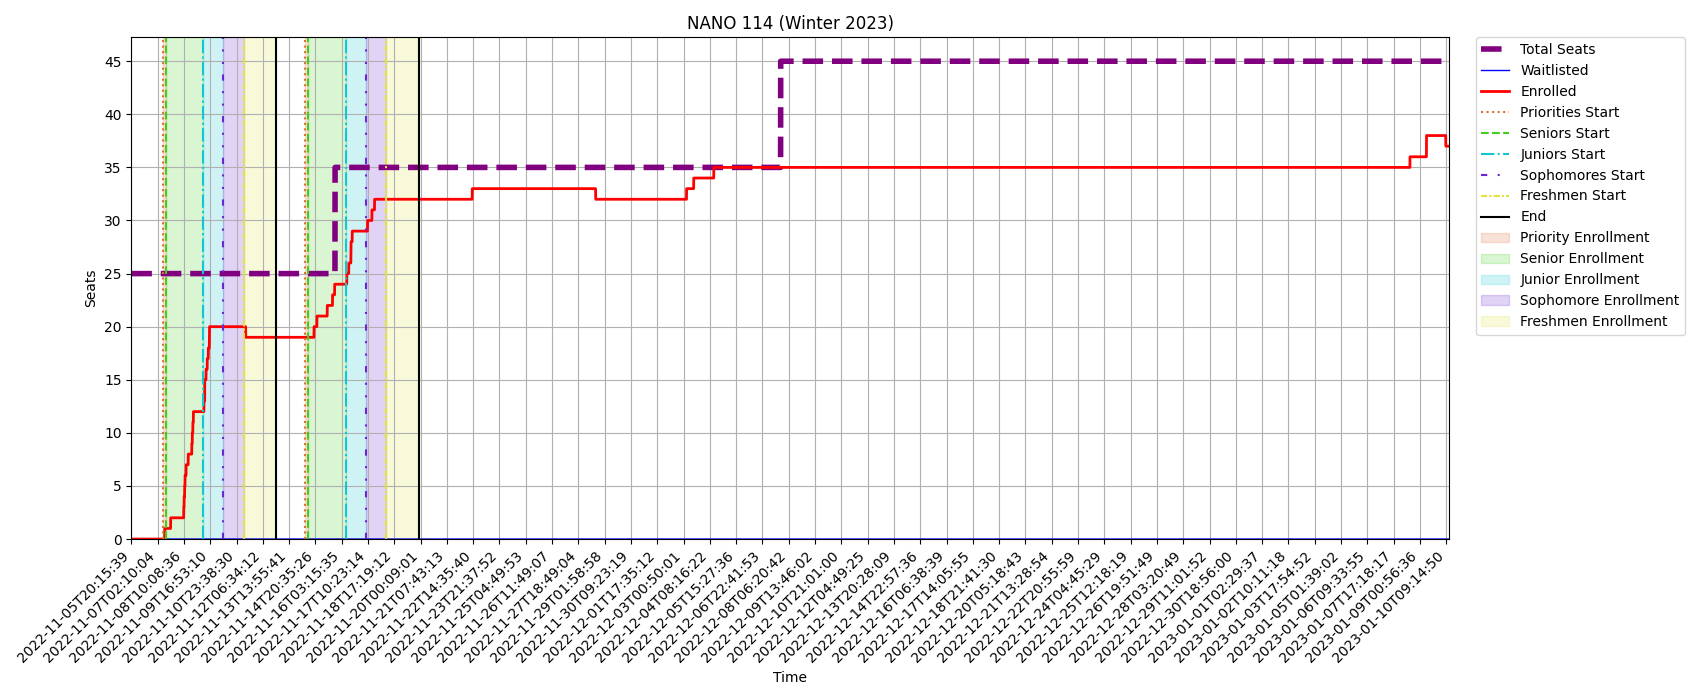 NANO 114 (Winter 2023)
Total Seats
Waitlisted
Enrolled
Priorities Start
Seniors Start
Juniors Start
Sophomores Start
Freshmen Start
End
Priority Enrollment
Senior Enrollment
Junior Enrollment
Sophomore Enrollment
Freshmen Enrollment
Seats
45
40
35
30
25
20
15
10
5
0
2022-11-05T20:15:39
2022-11-07T02:10:04
2022-11-08T10:08:36
2022-11-09T16:53:10
2022-11-10T23:38:30
2022-11-12T06:34:12
2022-11-13T13:55:41
2022-11-14T20:35:26
2022-11-16T03:15:35
2022-11-17T10:23:14
2022-11-18T17:19:12
2022-11-20T00:09:01
2022-11-21T07:43:13
2022-11-22T14:35:40
2022-11-23T21:37:52
2022-11-25T04:49:53
2022-11-26T11:49:07
2022-11-27T18:49:04
2022-11-29T01:58:58
2022-11-30T09:23:19
2022-12-01T17:35:12
2022-12-03T00:50:01
2022-12-04T08:16:22
2022-12-05T15:27:36
2022-12-06T22:41:53
2022-12-08T06:20:42
2022-12-09T13:46:02
2022-12-10T21:01:00
2022-12-12T04:49:25
2022-12-13T20:28:09
2022-12-14T22:57:36
2022-12-16T06:38:39
2022-12-17T14:05:55
2022-12-18T21:41:30
2022-12-20T05:18:43
2022-12-21T13:28:54
2022-12-22T20:55:59
2022-12-24T04:45:29
2022-12-25T12:18:19
2022-12-26T19:51:49
2022-12-28T03:20:49
2022-12-29T11:01:52
2022-12-30T18:56:00
2023-01-01T02:29:37
2023-01-02T10:11:18
2023-01-03T17:54:52
2023-01-05T01:39:02
2023-01-06T09:33:55
2023-01-07T17:18:17
2023-01-09T00:56:36
2023-01-10T09:14:50
Time